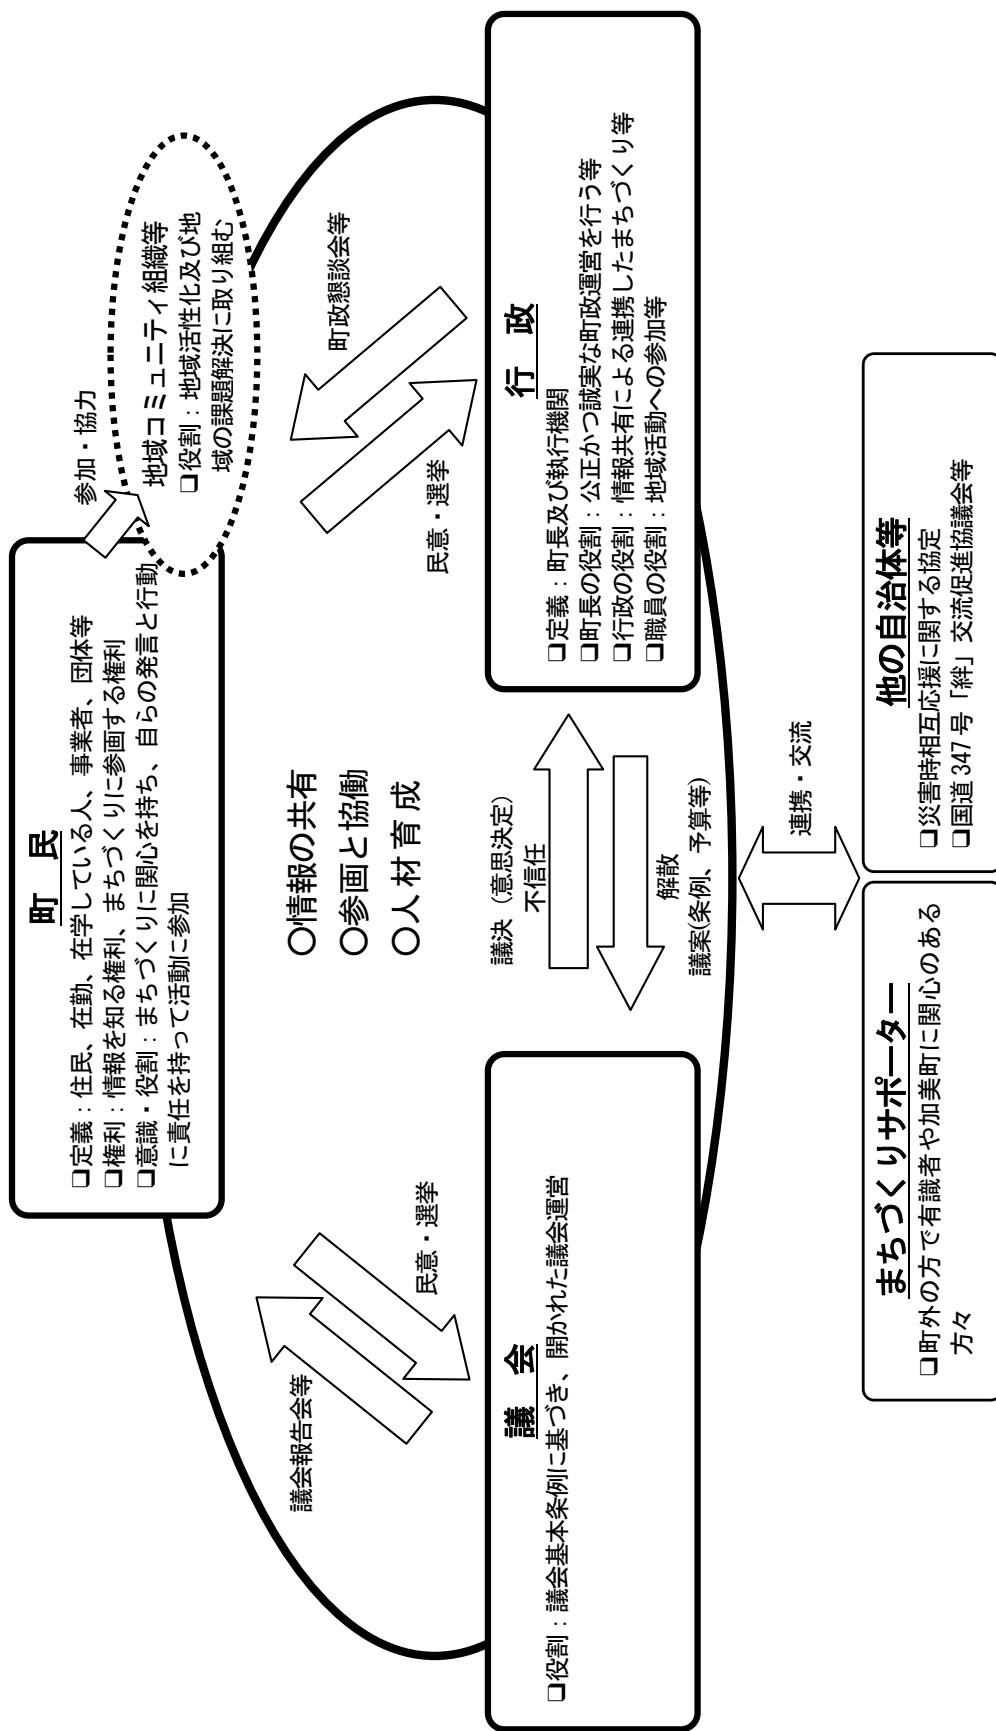 町　民
❏定義：住民、在勤、在学している人、事業者、団体等
❏権利：情報を知る権利、まちづくりに参画する権利
❏意識・役割：まちづくりに関心を持ち、自らの発言と行動
に責任を持って活動に参加
参加・協力
地域コミュニティ組織等
❏役割：地域活性化及び地
域の課題解決に取り組む
議会報告会等
民意・選挙
○情報の共有
○参画と協働
○人材育成
民意・選挙
町政懇談会等
議　会
❏役割：議会基本条例に基づき、開かれた議会運営
議決（意思決定）
不信任
解散
議案(条例、予算等)
行　政
❏定義：町長及び執行機関
❏町長の役割：公正かつ誠実な町政運営を行う等
❏行政の役割：情報共有による連携したまちづくり等
❏職員の役割：地域活動への参加等
連携・交流
まちづくりサポーター
❏町外の方で有識者や加美町に関心のある
方々
他の自治体等
❏災害時相互応援に関する協定
❏国道 347 号「絆」交流促進協議会等